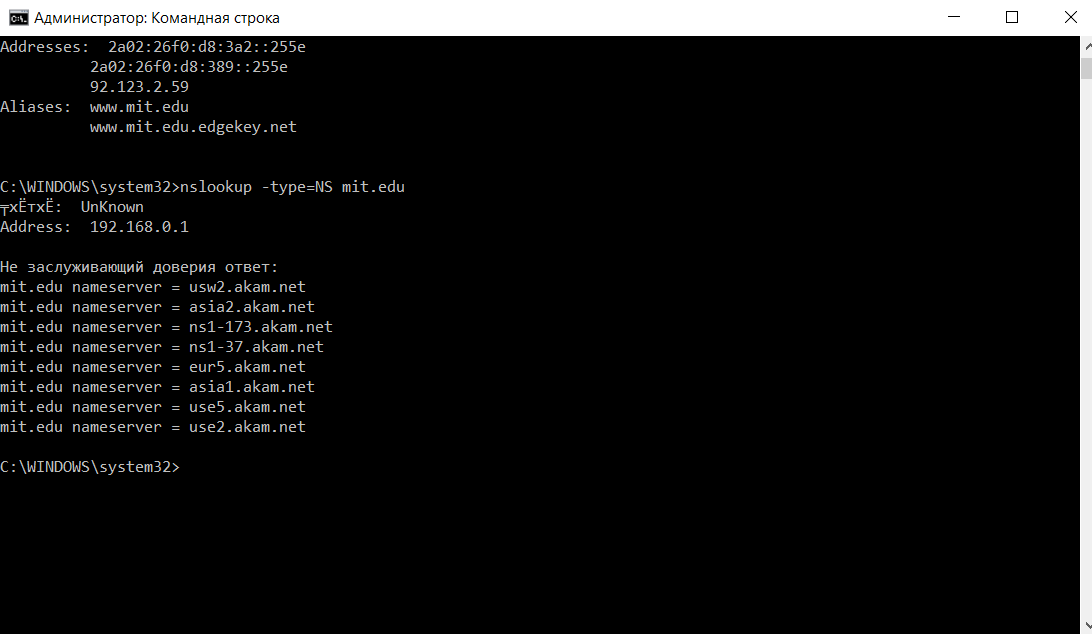 Администратор: Командная строка
Addresses:  2a02:26f0:d8:3a2::255e
          2a02:26f0:d8:389::255e
          92.123.2.59
Aliases:  www.mit.edu
          www.mit.edu.edgekey.net
C:\WINDOWS\system32>nslookup -type=NS mit.edu
╤хЁтхЁ:  UnKnown
Address:  192.168.0.1
Не заслуживающий доверия ответ:
mit.edu nameserver = usw2.akam.net
mit.edu nameserver = asia2.akam.net
mit.edu nameserver = ns1-173.akam.net
mit.edu nameserver = ns1-37.akam.net
mit.edu nameserver = eur5.akam.net
mit.edu nameserver = asia1.akam.net
mit.edu nameserver = use5.akam.net
mit.edu nameserver = use2.akam.net
C:\WINDOWS\system32>